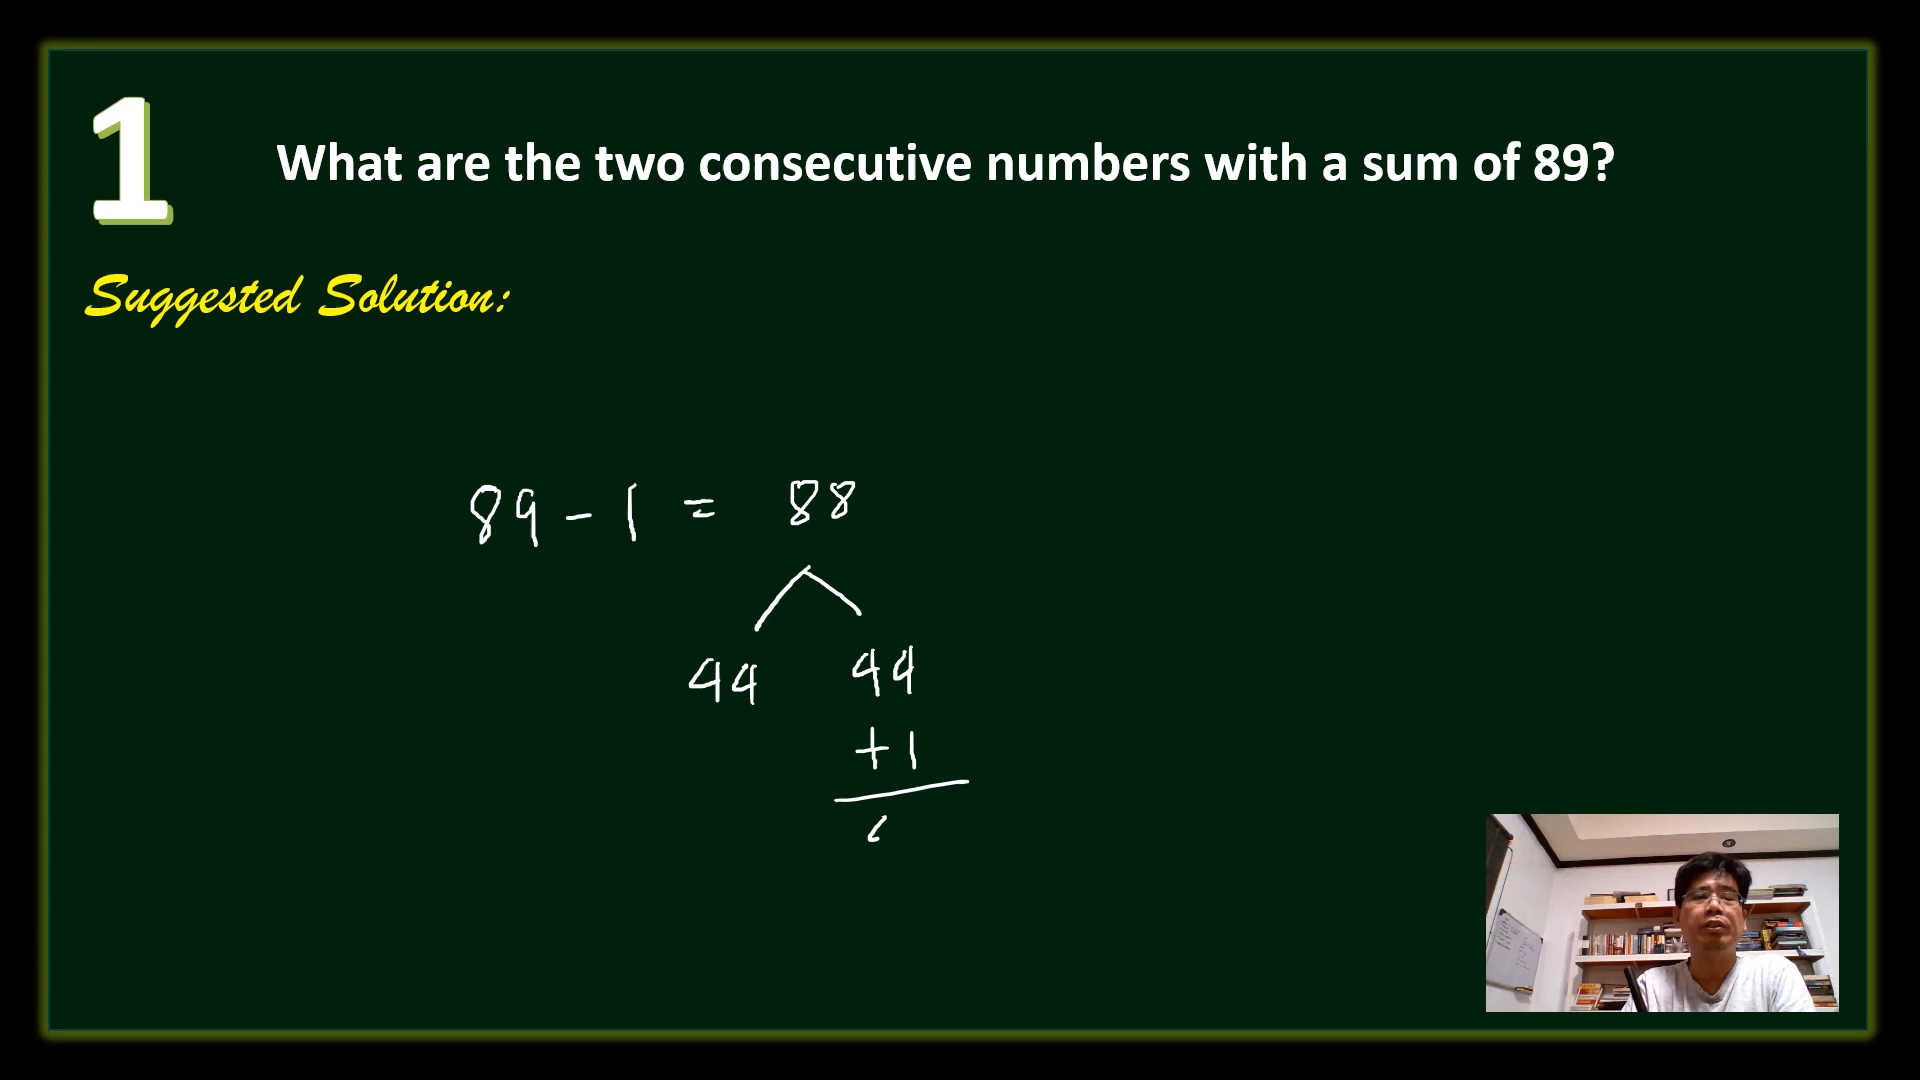 1
What are the two consecutive numbers with a sum of 89?
Suggested Solution:
89 - 1 = 88
44 44
+1